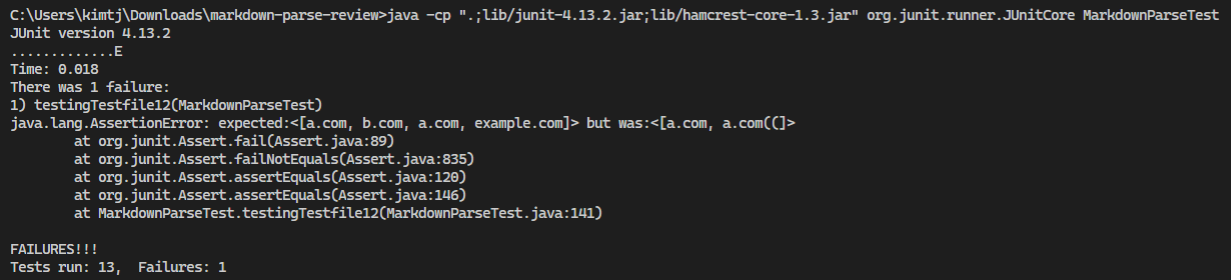 C:\Users\kimtj\Downloads\markdown-parse-review>java -cp ".;lib/junit-4.13.2.jar;lib/hamcrest-core-1.3.jar" org.junit.runner.JUnitCore MarkdownParseTest
JUnit version 4.13.2
.............E
Time: 0.018
There was 1 failure:
1) testingTestfile12(MarkdownParseTest)
java.lang.AssertionError: expected:<[a.com, b.com, a.com, example.com]> but was:<[a.com, a.com((]>
        at org.junit.Assert.fail(Assert.java:89)
        at org.junit.Assert.failNotEquals(Assert.java:835)
        at org.junit.Assert.assertEquals(Assert.java:120)
        at org.junit.Assert.assertEquals(Assert.java:146)
        at MarkdownParseTest.testingTestfile12(MarkdownParseTest.java:141)
FAILURES!!!
Tests run: 13,  Failures: 1